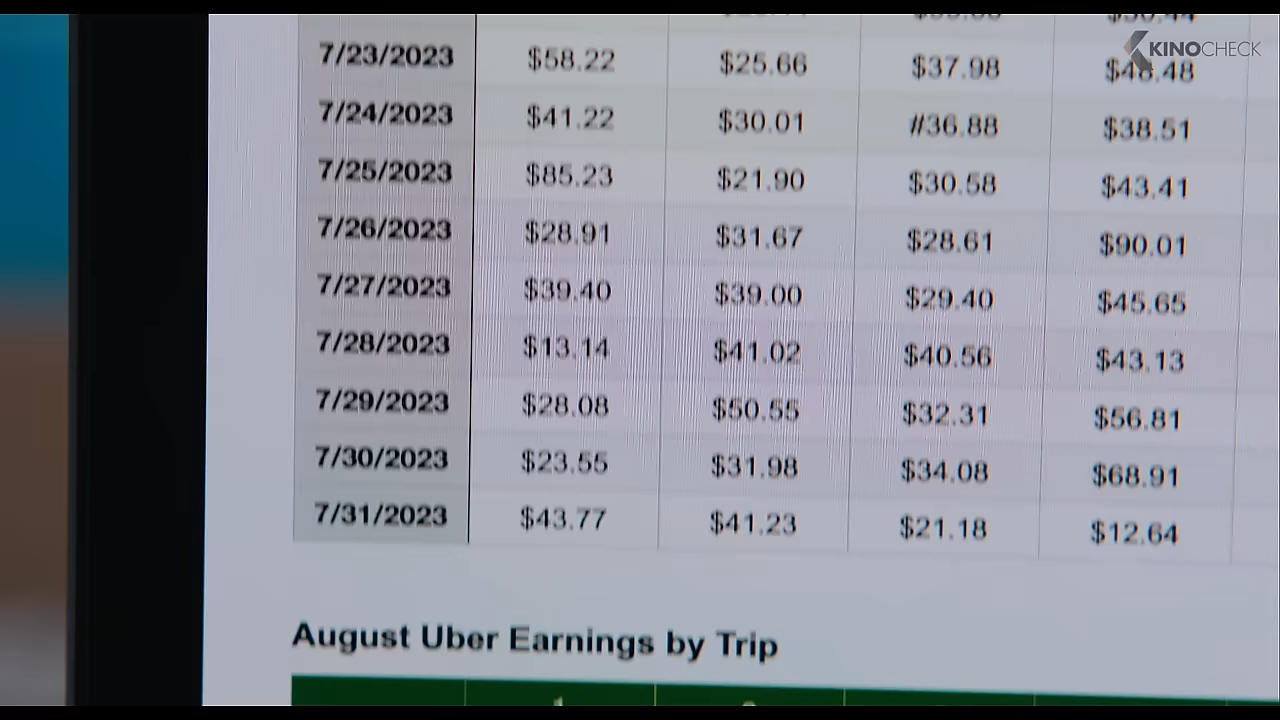 KINOCHECK
7/23/2023 $58.22 $25.66 $37.98 $48.48
7/24/2023 $41.22 $30.01 //36.88 $38.51
7/25/2023 $85.23 $21.90 $30.58 $43.41
7/26/2023 $28.91 $31.67 $28.61 $90.01
7/27/2023 $39.40 $39.00 $29.40 $45.65
7/28/2023 $13.14 $41.02 $40.56 $43.13
7/29/2023 $28.08 $50.55 $32.31 $56.81
7/30/2023 $23.55 $31.98 $34.08 $68.91
7/31/2023 $43.77 $41.23 $21.18 $12.64
August Uber Earnings by Trip